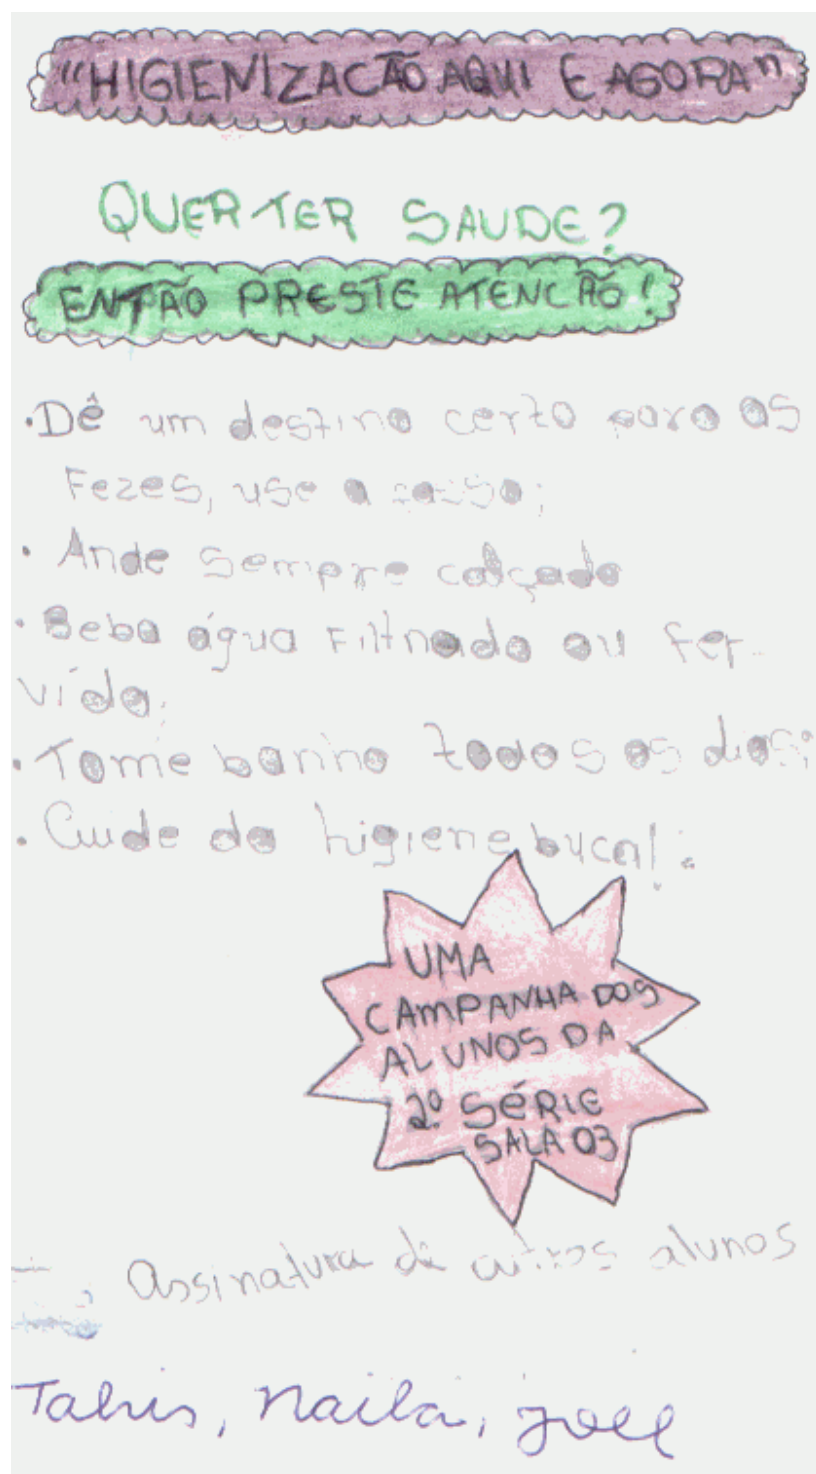 "HIGIENIZACÃO AQUI E AGORA"
QUER TER SAUDE?
ENTÃO PRESTE ATENCÃO!
•Dê um destino certo para as
Fezes, use a fossa;
• Ande sempre calçado
• Beba água Filtrada ou fer-
vida;
• Tome banho todos os dias;
• Cuide da higiene bucal.
UMA
CAMPANHA DOS
ALUNOS DA
2º SÉRIE
SALA 03
Assinatura de outros alunos
Naila, Joel